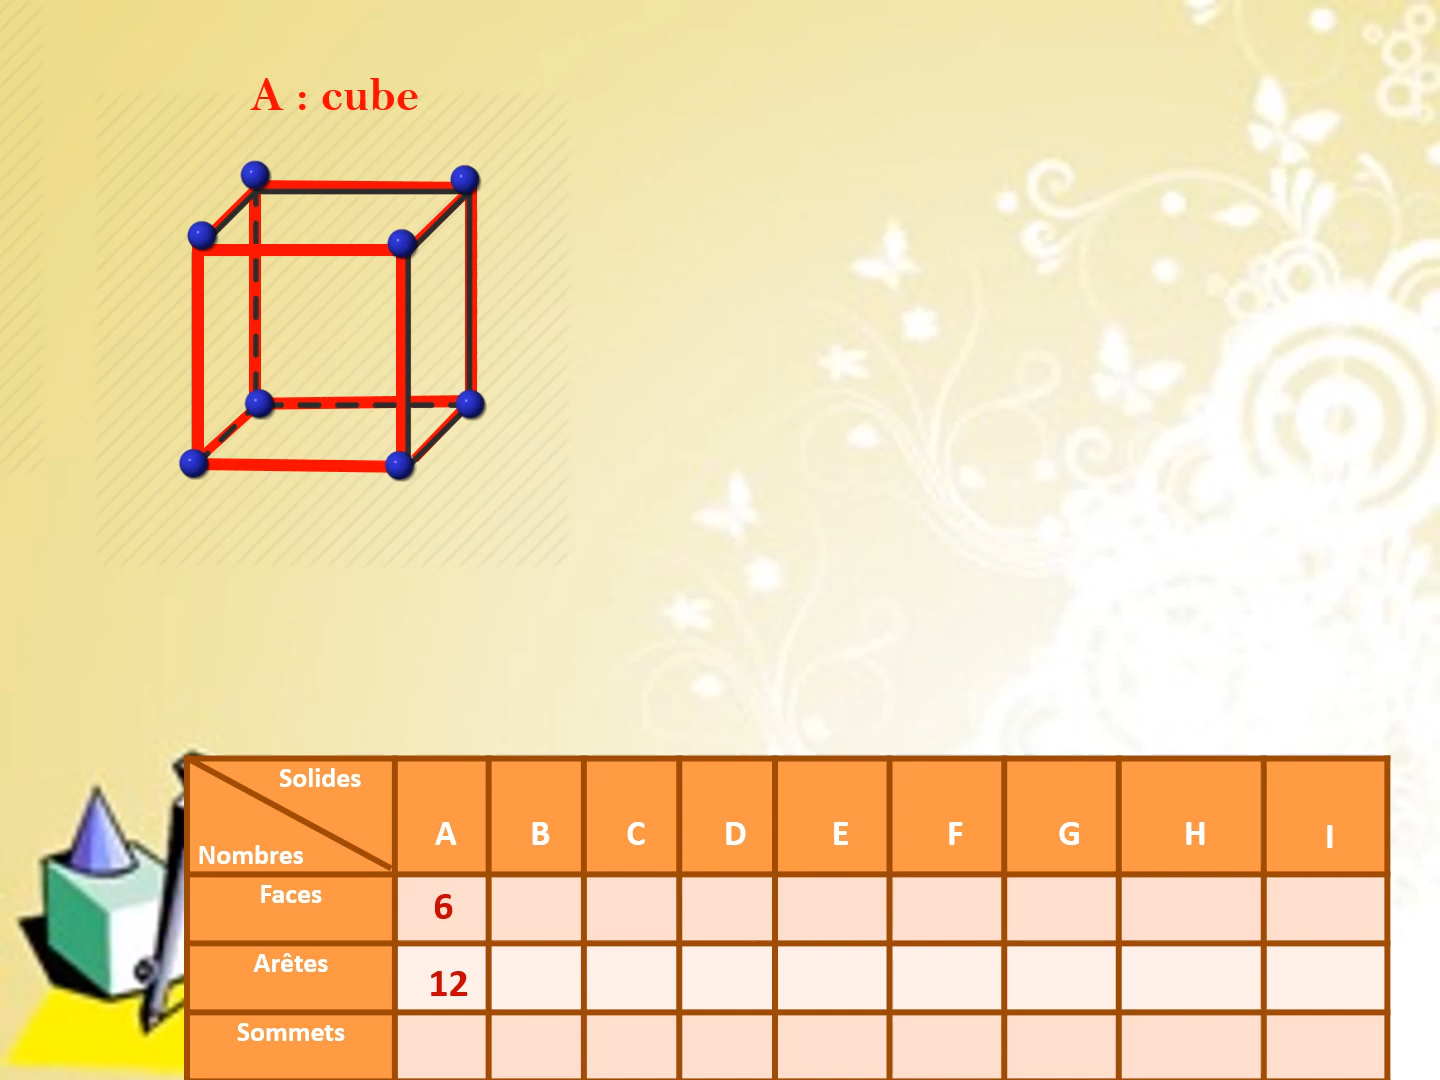 A : cube
Solides
Nombres
A B C D E F G H I
Faces 6
Arêtes 12
Sommets